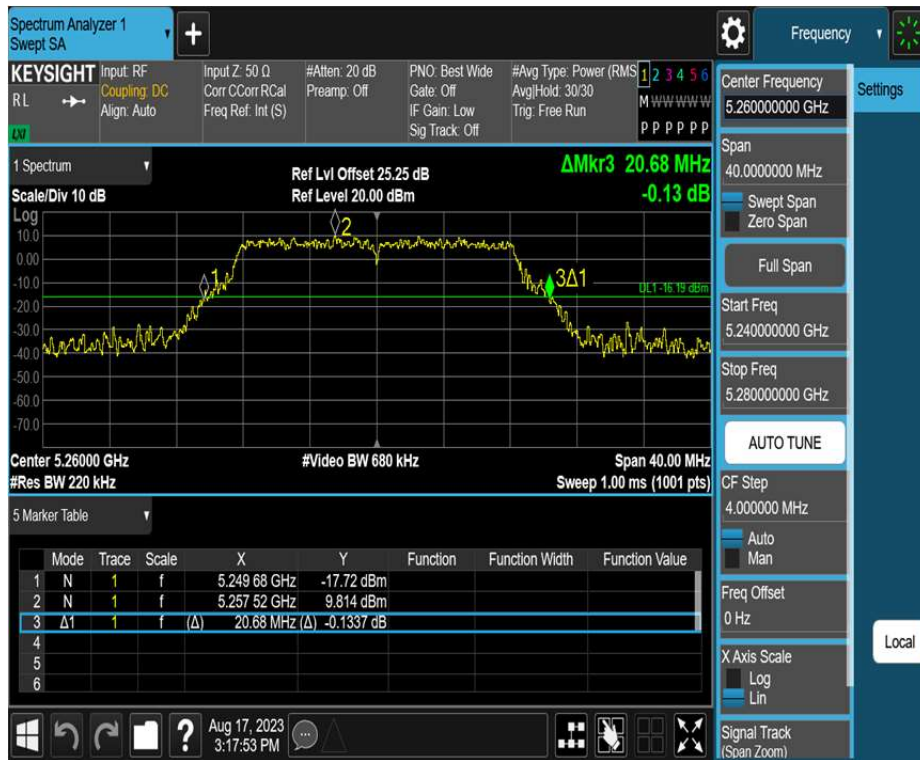 Spectrum Analyzer 1
Swept SA
+
Frequency
KEYSIGHT
RL
LXI
Input: RF
Coupling: DC
Align: Auto
Input Z: 50 Ω
Corr CCorr RCal
Freq Ref: Int (S)
#Atten: 20 dB
Preamp: Off
PNO: Best Wide
Gate: Off
IF Gain: Low
Sig Track: Off
#Avg Type: Power (RMS
Avg|Hold: 30/30
Trig: Free Run
1 2 3 4 5 6
M W W W W W
P P P P P P
Center Frequency
5.260000000 GHz
Settings
1 Spectrum
Ref Lvl Offset 25.25 dB
ΔMkr3 20.68 MHz
Scale/Div 10 dB
Ref Level 20.00 dBm
-0.13 dB
Log
10.0
0.00
-10.0
-20.0
-30.0
-40.0
-50.0
-60.0
-70.0
1
2
3Δ1
DL1 -16.19 dBm
Center 5.26000 GHz
#Video BW 680 kHz
Span 40.00 MHz
#Res BW 220 kHz
Sweep 1.00 ms (1001 pts)
Span
40.0000000 MHz
Swept Span
Zero Span
Full Span
Start Freq
5.240000000 GHz
Stop Freq
5.280000000 GHz
AUTO TUNE
CF Step
4.000000 MHz
Auto
Man
Freq Offset
0 Hz
X Axis Scale
Log
Lin
Signal Track
(Span Zoom)
Local
5 Marker Table
Mode Trace Scale X Y Function Function Width Function Value
1 N 1 f 5.249 68 GHz -17.72 dBm
2 N 1 f 5.257 52 GHz 9.814 dBm
3 Δ1 1 f (Δ) 20.68 MHz (Δ) -0.1337 dB
4
5
6
?
Aug 17, 2023
3:17:53 PM